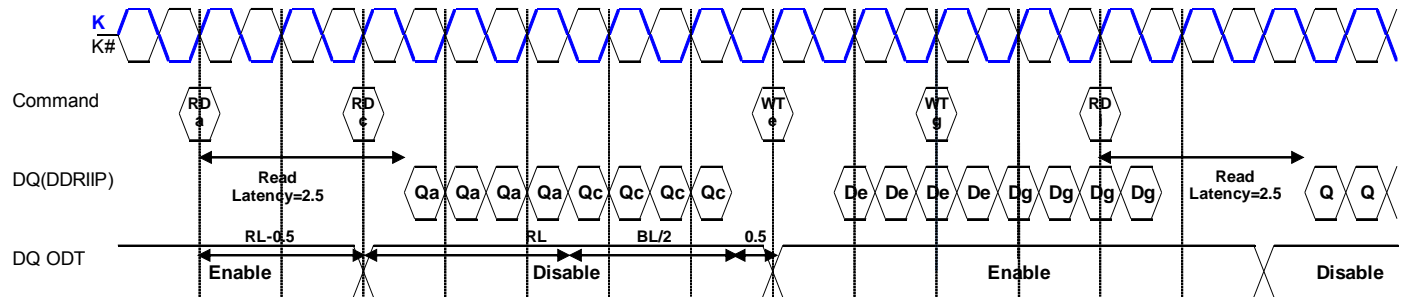 K
K#
Command RD a RD c WT e WT g RD
DQ(DDRIIP) Qa Qa Qa Qa Qc Qc Qc Qc De De De De Dg Dg Dg Dg Q Q
Read Latency=2.5
Read Latency=2.5
RL-0.5 RL BL/2 0.5
DQ ODT Enable Disable Enable Disable